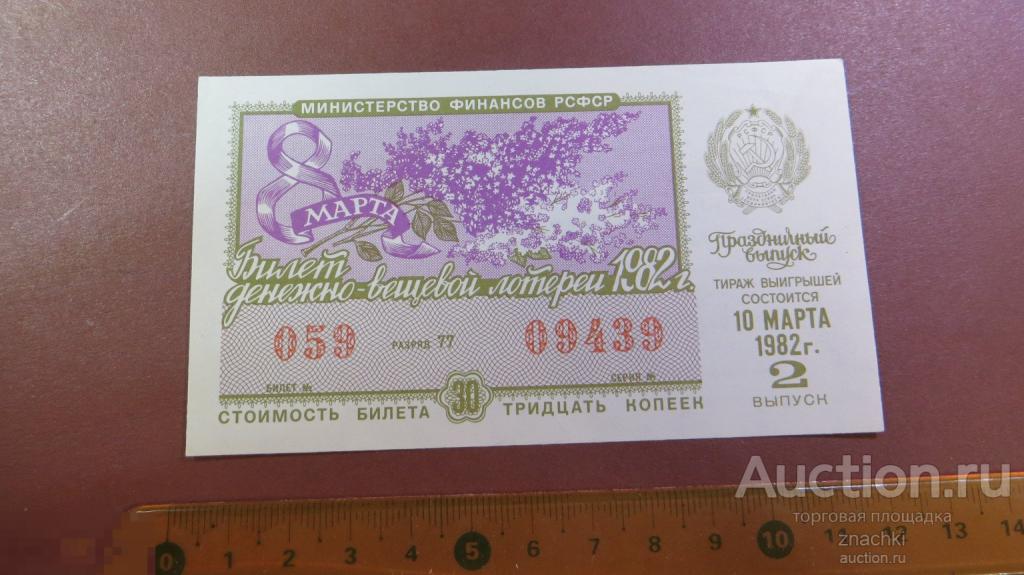 МИНИСТЕРСТВО ФИНАНСОВ РСФСР
8
МАРТА
Билет
денежно-вещевой лотереи 1982 г.
059
РАЗРЯД 77
09439
БИЛЕТ №
СЕРИЯ №
СТОИМОСТЬ БИЛЕТА 30 ТРИДЦАТЬ КОПЕЕК
Праздничный
выпуск
ТИРАЖ ВЫИГРЫШЕЙ
СОСТОИТСЯ
10 МАРТА
1982г.
2
ВЫПУСК
Auction.ru
торговая площадка
znachki
auction.ru
0 1 2 3 4 5 6 7 8 9 10 11 12 13 14